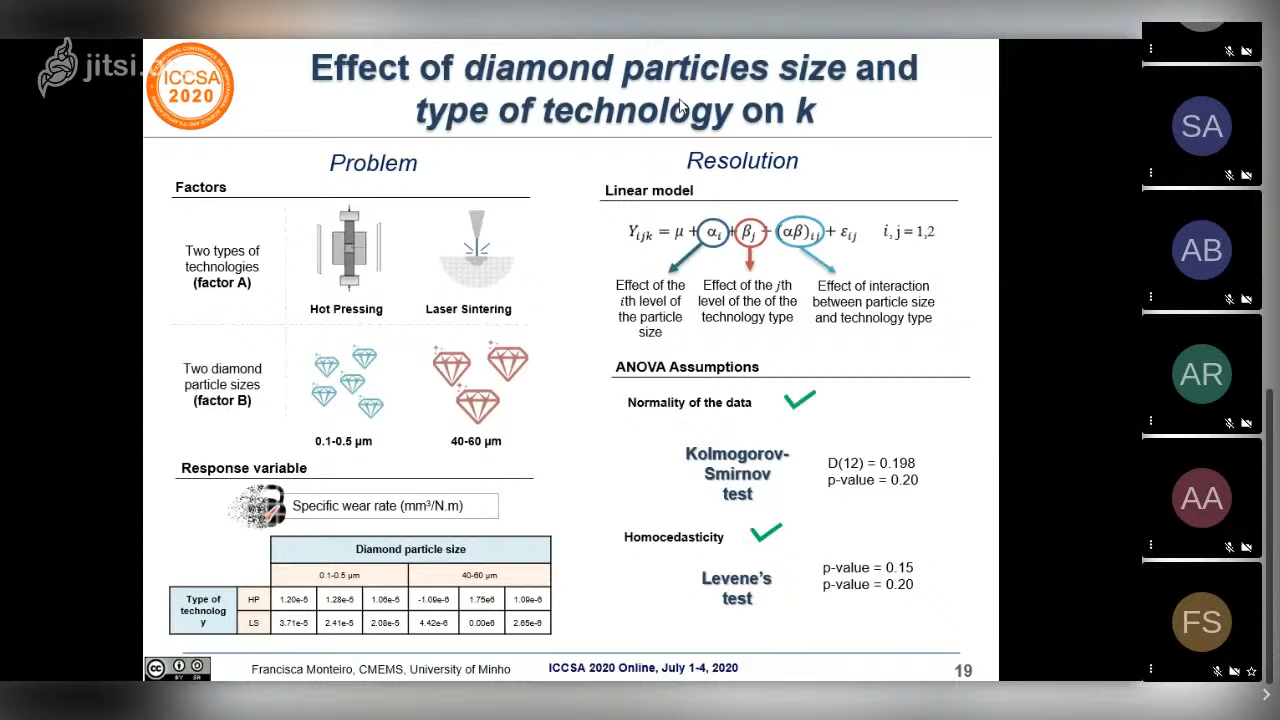 jitsi.
ICCSA
2020
Effect of diamond particles size and
type of technology on k
Problem
Factors
Two types of
technologies
(factor A)
Hot Pressing
Laser Sintering
Two diamond
particle sizes
(factor B)
0.1-0.5 µm
40-60 µm
Response variable
Specific wear rate (mm³/N.m)
Diamond particle size
0.1-0.5 µm
40-60 µm
Type of
technolog
y
HP 1.20e-5 1.28e-5 1.06e-5 -1.09e-6 1.75e6 1.09e-6
LS 3.71e-5 2.41e-5 2.08e-5 4.42e-6 0.00e6 2.65e-6
Resolution
Linear model
Yijk = µ + αi + βj + (αβ)ij + εij i, j = 1,2
Effect of the
ith level of
the particle
size
Effect of the jth
level of the of the
technology type
Effect of interaction
between particle size
and technology type
ANOVA Assumptions
Normality of the data
Kolmogorov-
Smirnov
test
D(12) = 0.198
p-value = 0.20
Homocedasticity
Levene's
test
p-value = 0.15
p-value = 0.20
cc
BY SA
Francisca Monteiro, CMEMS, University of Minho
ICCSA 2020 Online, July 1-4, 2020
19
SA
AB
AR
AA
FS